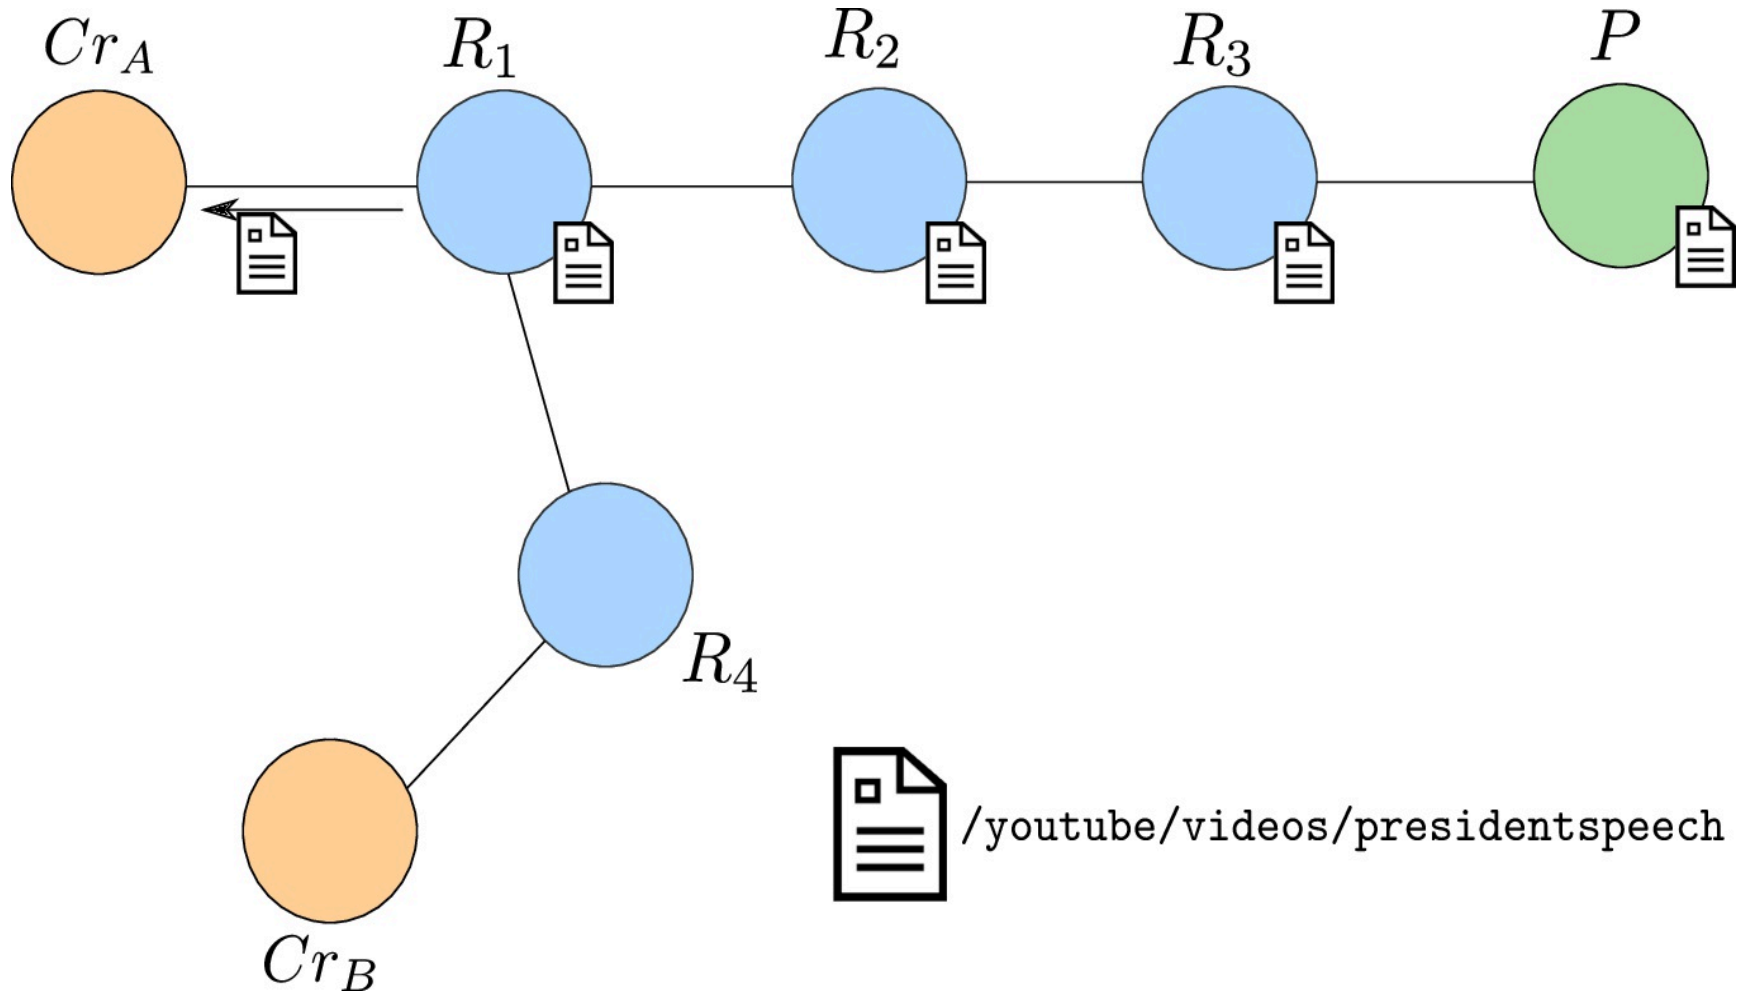 Cr_A
R_1
R_2
R_3
P
R_4
/youtube/videos/presidentspeech
Cr_B